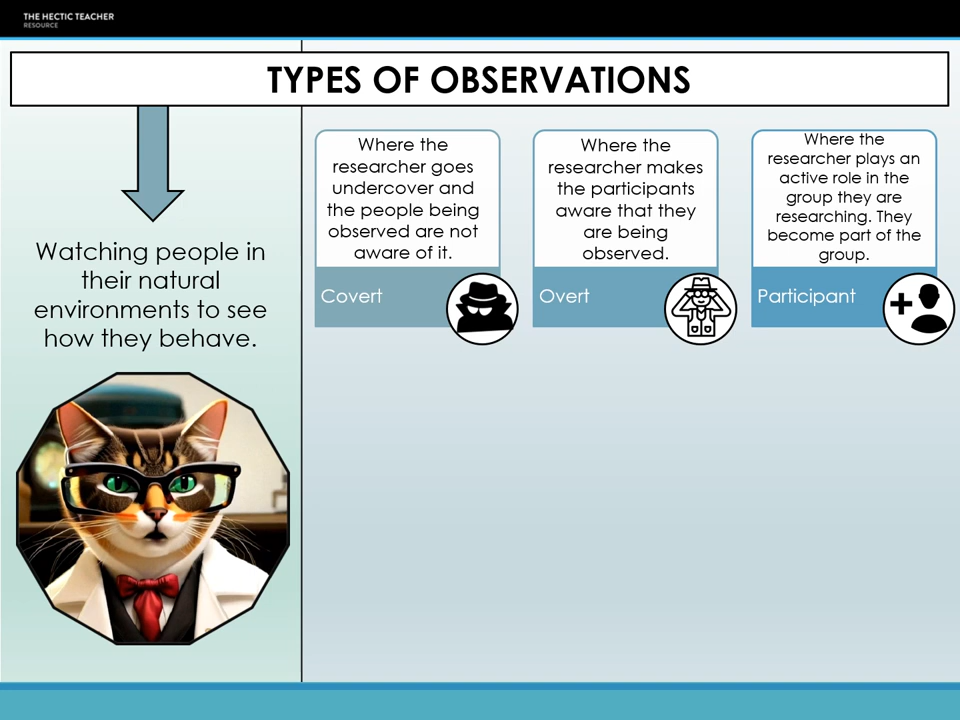 THE HECTIC TEACHER
RESOURCE
TYPES OF OBSERVATIONS
Watching people in
their natural
environments to see
how they behave.
Where the
researcher goes
undercover and
the people being
observed are not
aware of it.
Covert
Where the
researcher makes
the participants
aware that they
are being
observed.
Overt
Where the
researcher plays an
active role in the
group they are
researching. They
become part of the
group.
Participant